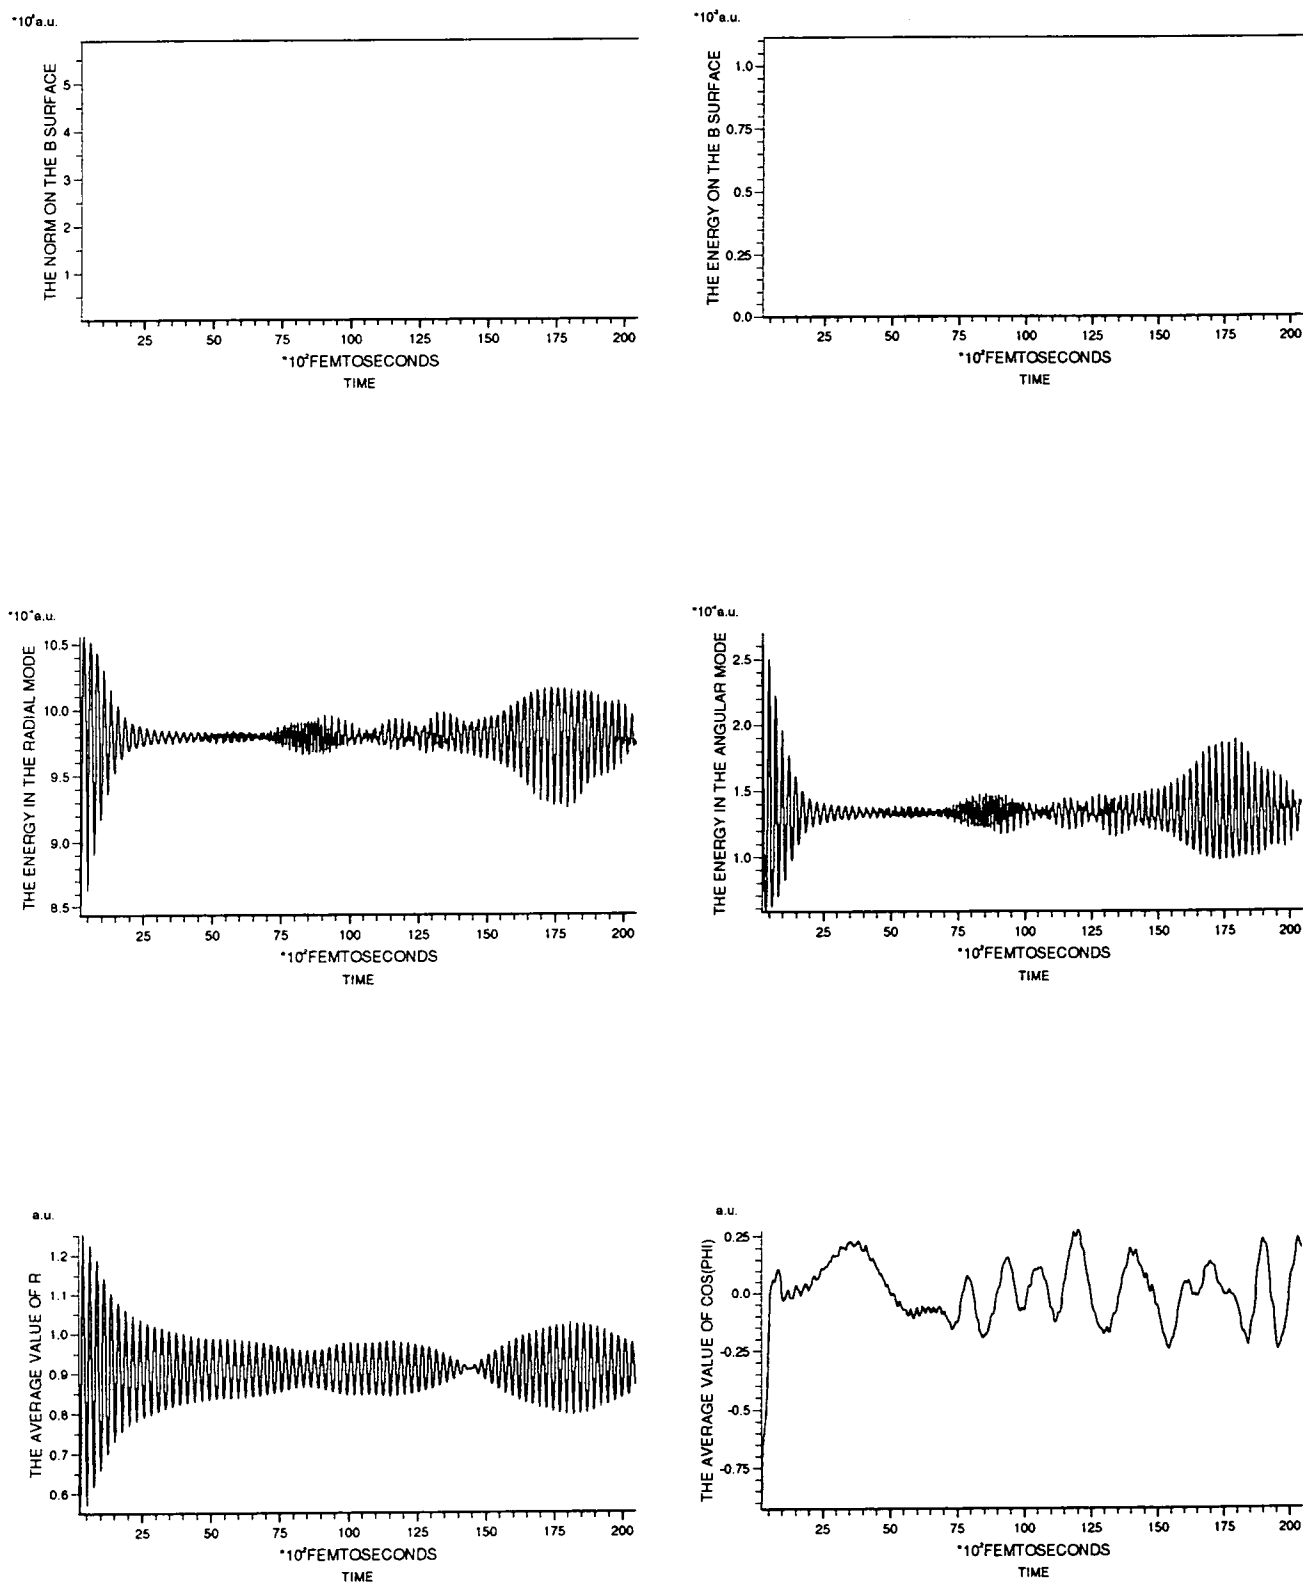 a.u.
THE NORM ON THE B SURFACE
5
4
3
2
1
25 50 75 100 125 150 175 200
*10²FEMTOSECONDS
TIME
*10⁻³a.u.
THE ENERGY ON THE B SURFACE
1.0
0.75
0.5
0.25
0.0
25 50 75 100 125 150 175 200
*10²FEMTOSECONDS
TIME
*10⁻⁴a.u.
THE ENERGY IN THE RADIAL MODE
10.5
10.0
9.5
9.0
8.5
25 50 75 100 125 150 175 200
*10²FEMTOSECONDS
TIME
*10⁻⁴a.u.
THE ENERGY IN THE ANGULAR MODE
2.5
2.0
1.5
1.0
25 50 75 100 125 150 175 200
*10²FEMTOSECONDS
TIME
a.u.
THE AVERAGE VALUE OF R
1.2
1.1
1.0
0.9
0.8
0.7
0.6
25 50 75 100 125 150 175 200
*10²FEMTOSECONDS
TIME
a.u.
THE AVERAGE VALUE OF COS(PHI)
0.25
0.0
-0.25
-0.5
-0.75
25 50 75 100 125 150 175 200
*10²FEMTOSECONDS
TIME